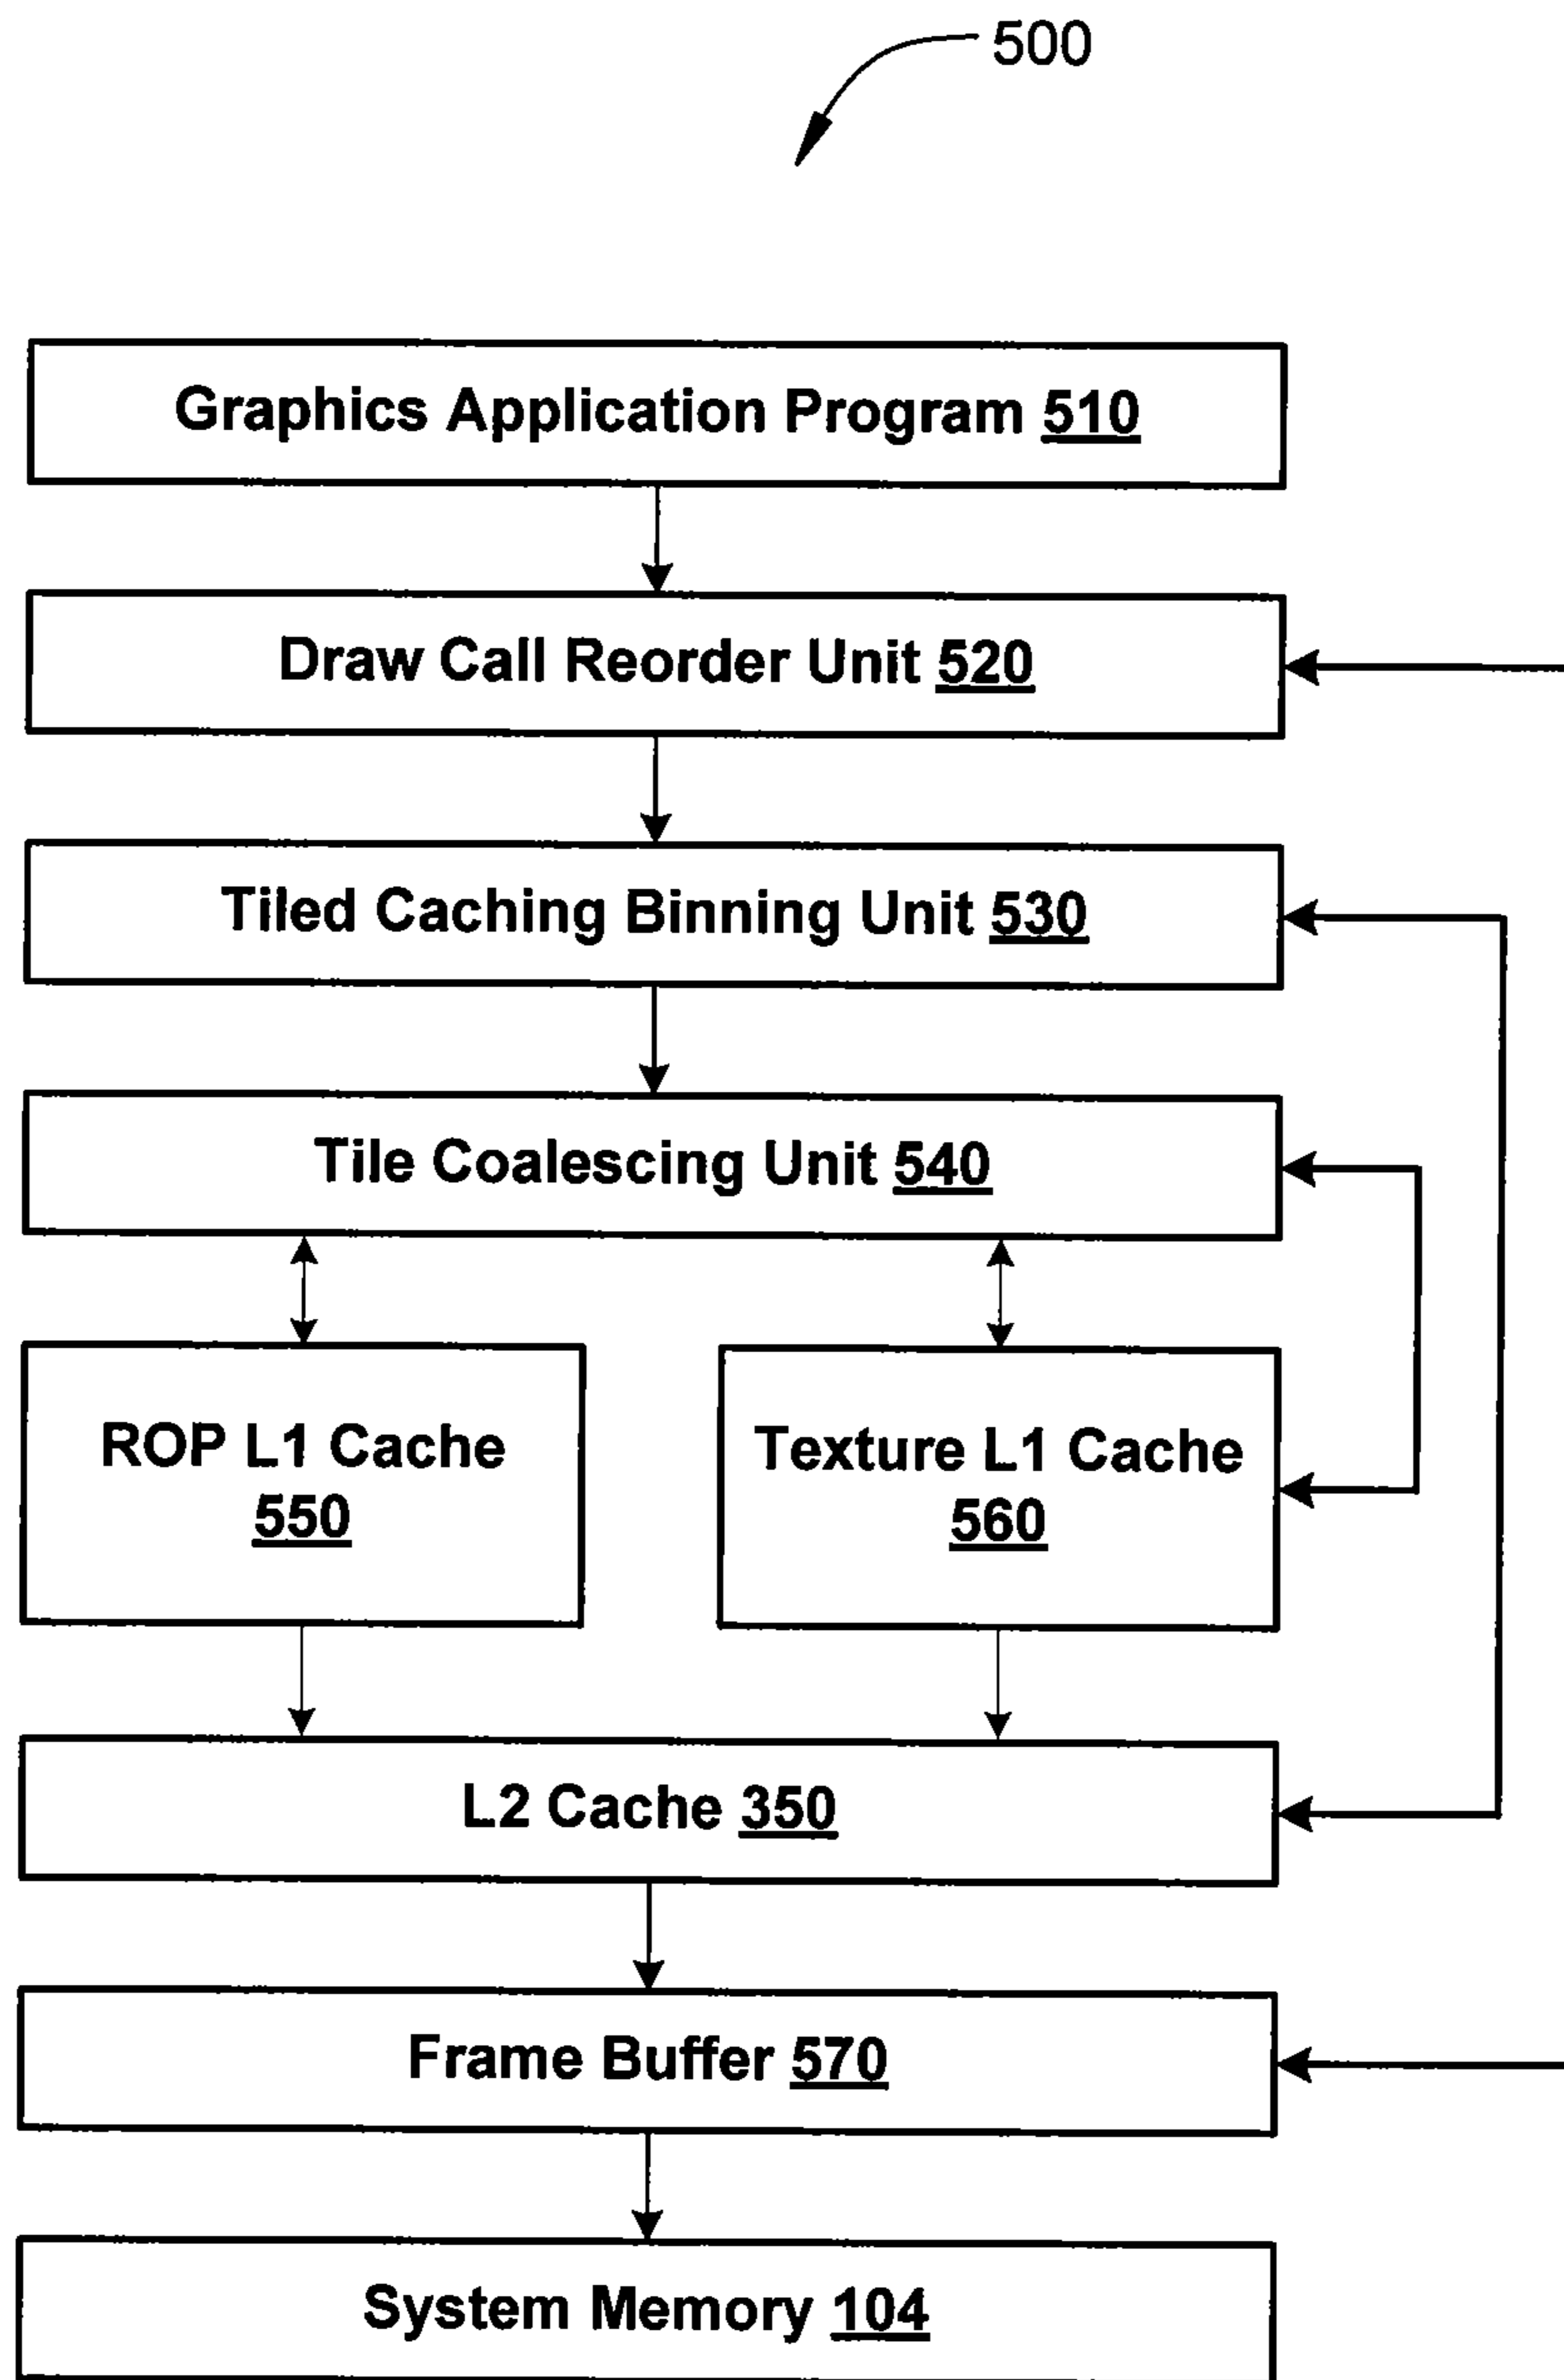 500
Graphics Application Program 510
Draw Call Reorder Unit 520
Tiled Caching Binning Unit 530
Tile Coalescing Unit 540
ROP L1 Cache
550
Texture L1 Cache
560
L2 Cache 350
Frame Buffer 570
System Memory 104